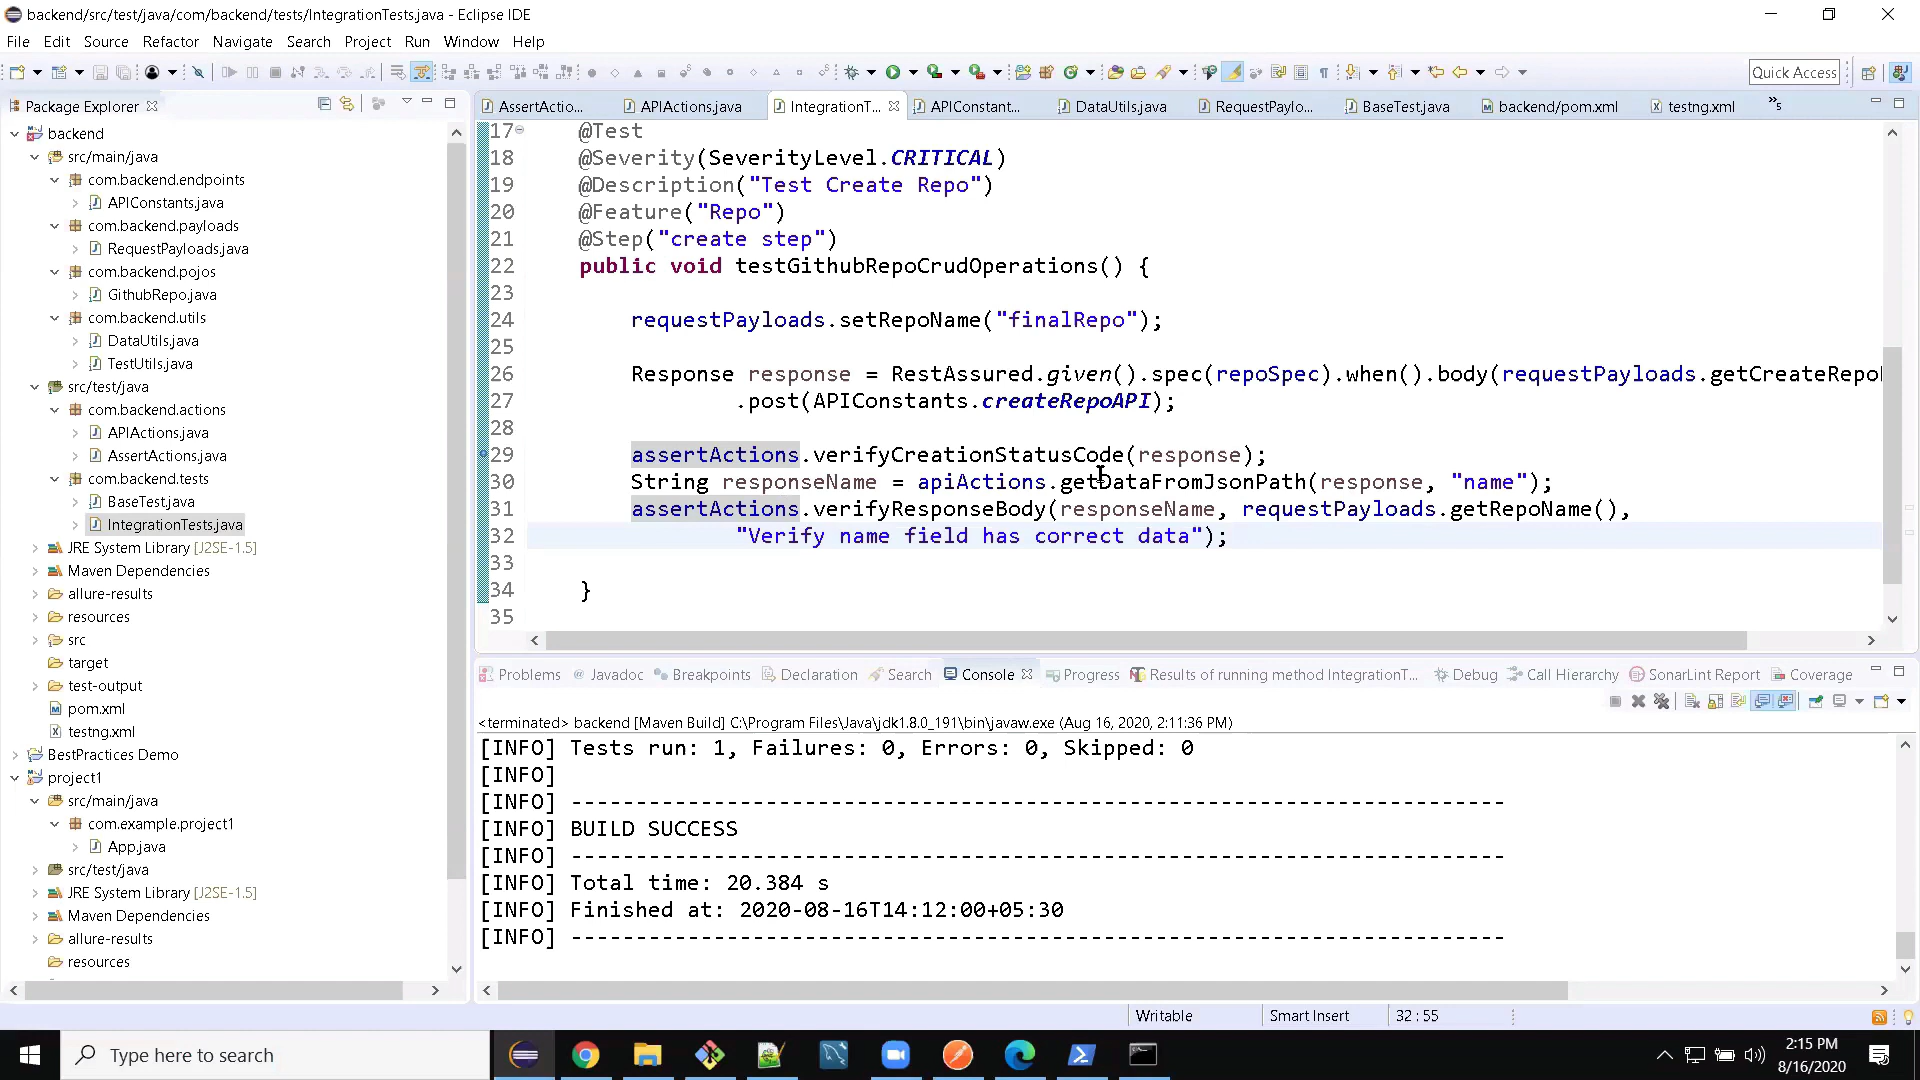 backend/src/test/java/com/backend/tests/IntegrationTests.java - Eclipse IDE
File Edit Source Refactor Navigate Search Project Run Window Help
Quick Access
Package Explorer
AssertActio... APIActions.java IntegrationT... APIConstant... DataUtils.java RequestPaylo... BaseTest.java backend/pom.xml testng.xml »5
backend
src/main/java
com.backend.endpoints
APIConstants.java
com.backend.payloads
RequestPayloads.java
com.backend.pojos
GithubRepo.java
com.backend.utils
DataUtils.java
TestUtils.java
src/test/java
com.backend.actions
APIActions.java
AssertActions.java
com.backend.tests
BaseTest.java
IntegrationTests.java
JRE System Library [J2SE-1.5]
Maven Dependencies
allure-results
resources
src
target
test-output
pom.xml
testng.xml
BestPractices Demo
project1
src/main/java
com.example.project1
App.java
src/test/java
JRE System Library [J2SE-1.5]
Maven Dependencies
allure-results
resources
17 @Test
18 @Severity(SeverityLevel.CRITICAL)
19 @Description("Test Create Repo")
20 @Feature("Repo")
21 @Step("create step")
22 public void testGithubRepoCrudOperations() {
23
24 requestPayloads.setRepoName("finalRepo");
25
26 Response response = RestAssured.given().spec(repoSpec).when().body(requestPayloads.getCreateRepo
27 .post(APIConstants.createRepoAPI);
28
29 assertActions.verifyCreationStatusCode(response);
30 String responseName = apiActions.getDataFromJsonPath(response, "name");
31 assertActions.verifyResponseBody(responseName, requestPayloads.getRepoName(),
32 "Verify name field has correct data");
33
34 }
35
Problems Javadoc Breakpoints Declaration Search Console Progress Results of running method IntegrationT... Debug Call Hierarchy SonarLint Report Coverage
<terminated> backend [Maven Build] C:\Program Files\Java\jdk1.8.0_191\bin\javaw.exe (Aug 16, 2020, 2:11:36 PM)
[INFO] Tests run: 1, Failures: 0, Errors: 0, Skipped: 0
[INFO]
[INFO] ------------------------------------------------------------------------
[INFO] BUILD SUCCESS
[INFO] ------------------------------------------------------------------------
[INFO] Total time: 20.384 s
[INFO] Finished at: 2020-08-16T14:12:00+05:30
[INFO] ------------------------------------------------------------------------
Writable Smart Insert 32 : 55
Type here to search
2:15 PM
8/16/2020